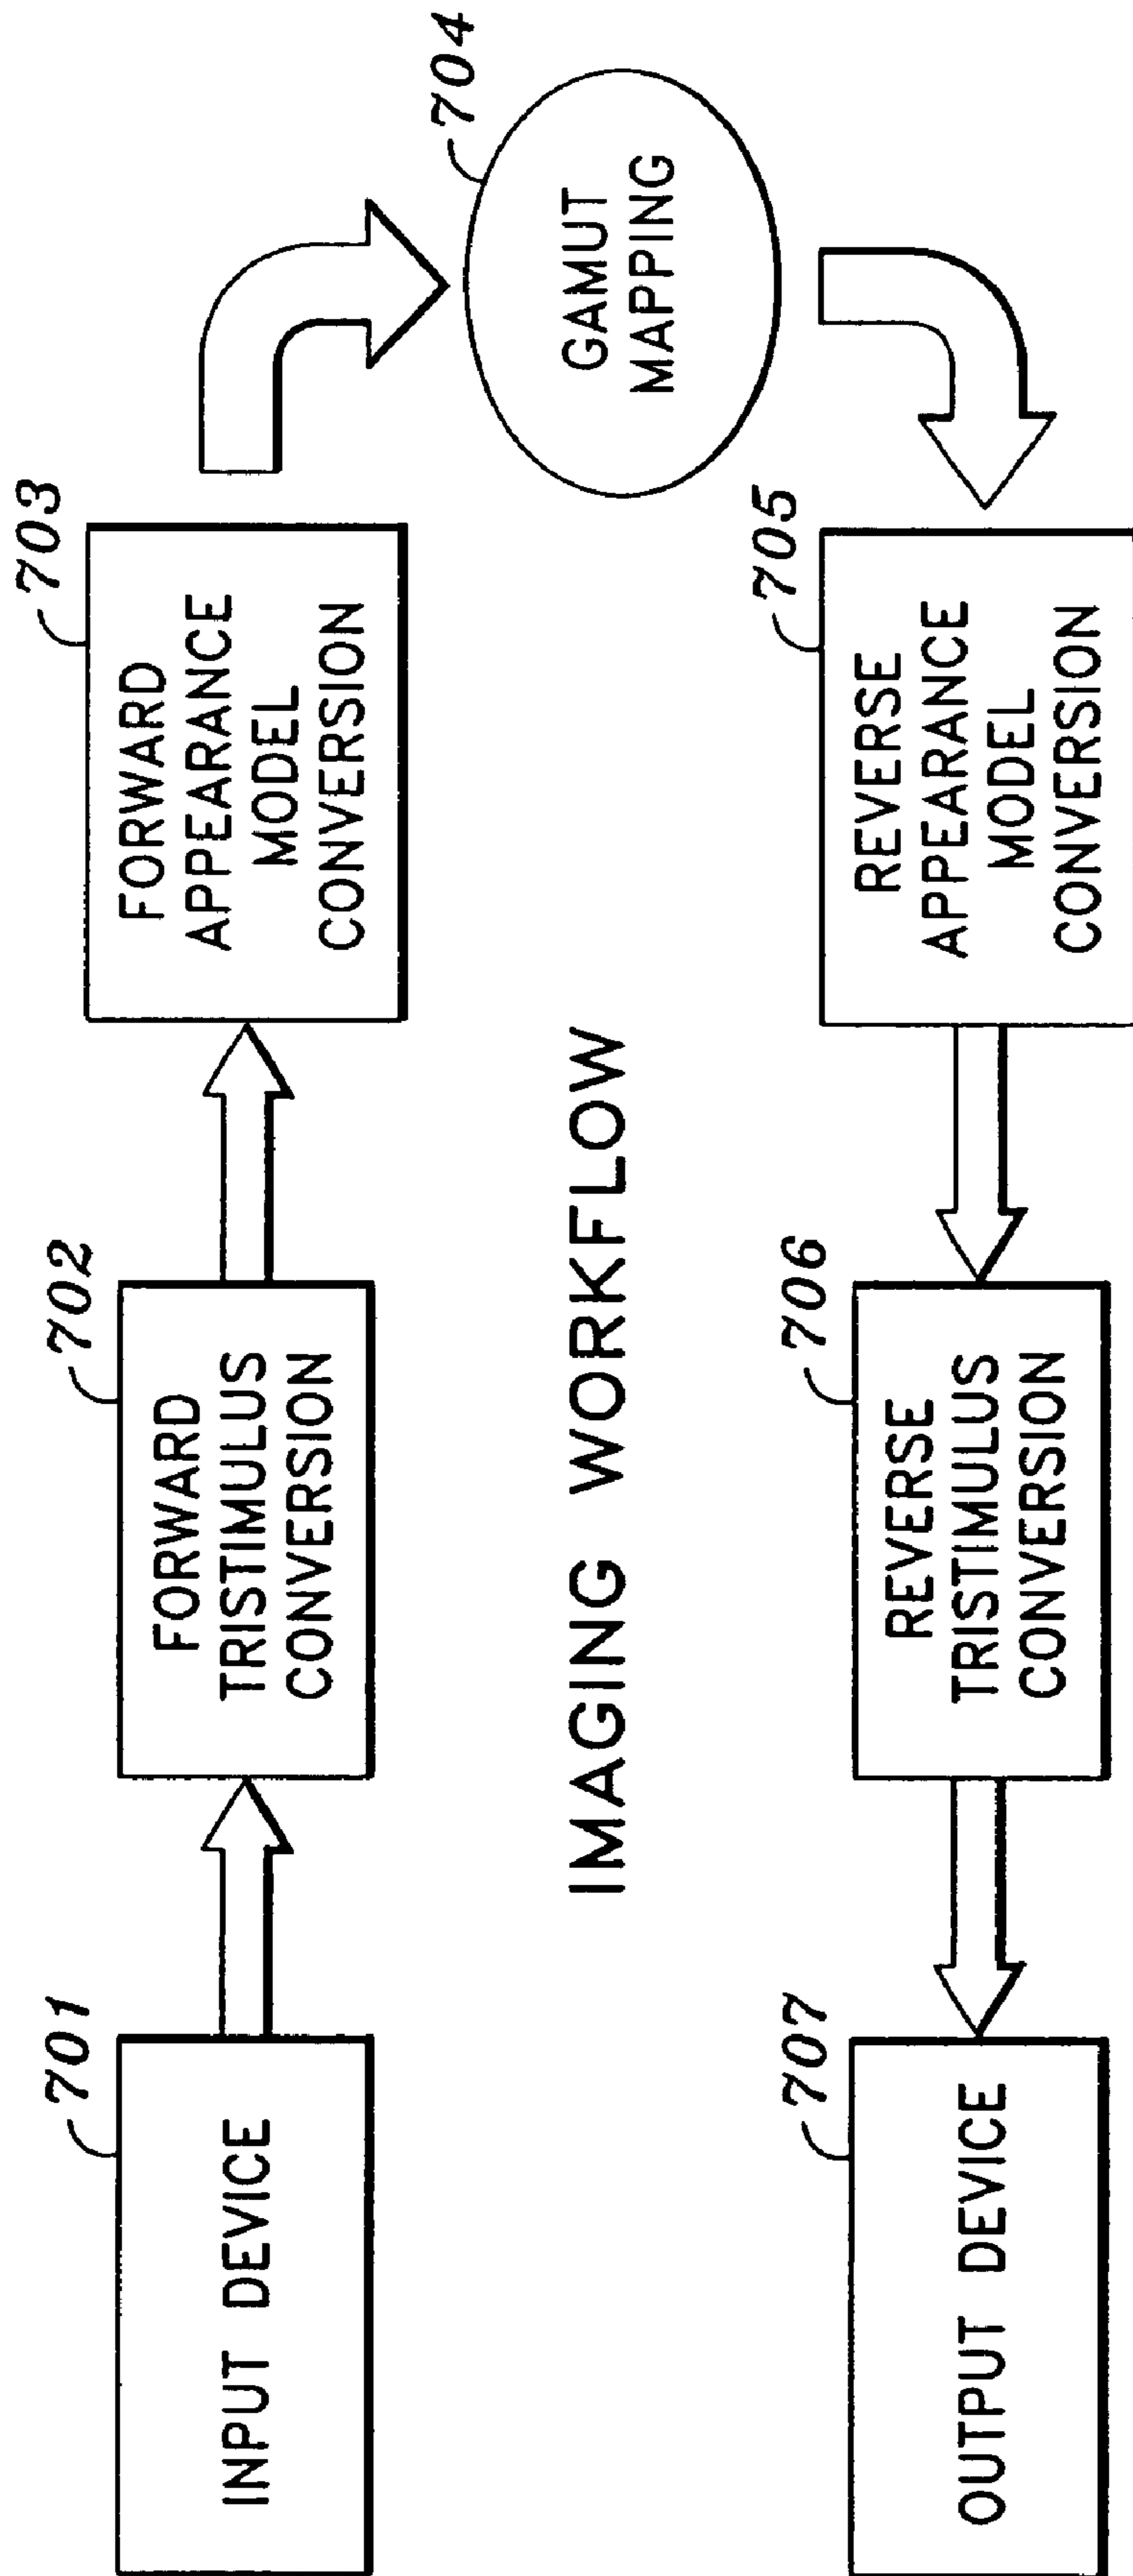 701
INPUT DEVICE
702
FORWARD
TRISTIMULUS
CONVERSION
703
FORWARD
APPEARANCE
MODEL
CONVERSION
704
GAMUT
MAPPING
IMAGING WORKFLOW
705
REVERSE
APPEARANCE
MODEL
CONVERSION
706
REVERSE
TRISTIMULUS
CONVERSION
707
OUTPUT DEVICE